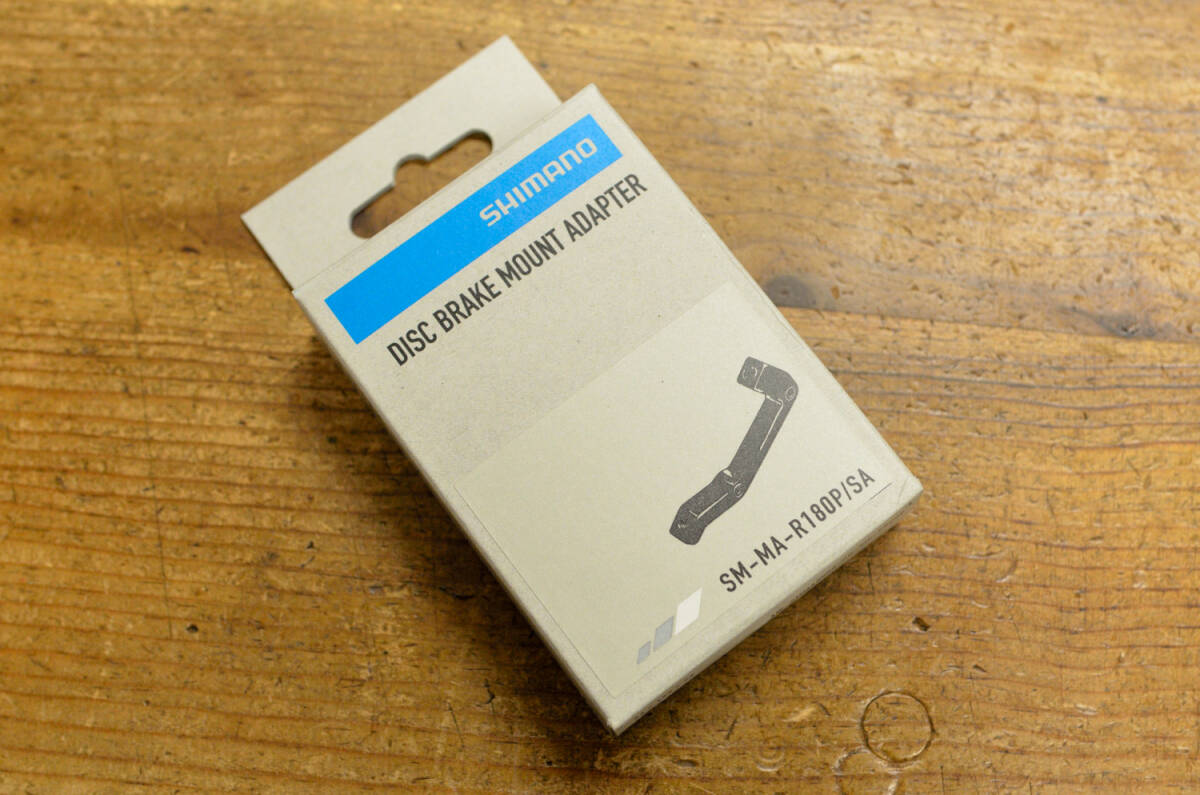 SHIMANO
DISC BRAKE MOUNT ADAPTER
SM-MA-R180P/SA